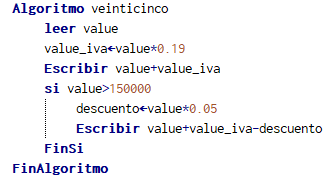 Algoritmo veinticinco
leer value
value_iva←value*0.19
Escribir value+value_iva
si value>150000
descuento←value*0.05
Escribir value+value_iva-descuento
FinSi
FinAlgoritmo